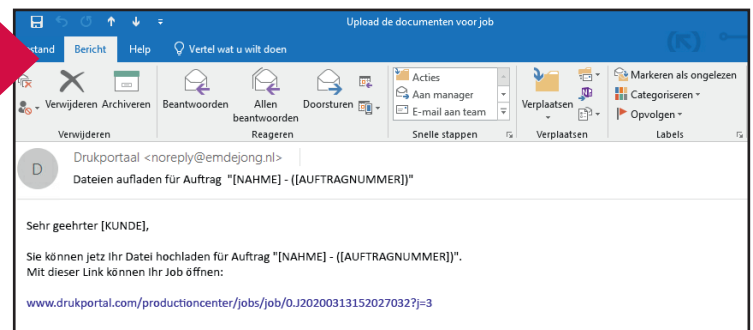 Upload de documenten voor job
stand Bericht Help Vertel wat u wilt doen
Verwijderen Archiveren Beantwoorden Allen beantwoorden Doorsturen
Acties
Aan manager
E-mail aan team
Verplaatsen
Markeren als ongelezen
Categoriseren
Opvolgen
Verwijderen Reageren Snelle stappen Verplaatsen Labels
D
Drukportaal <noreply@emdejong.nl>
Dateien aufladen für Auftrag "[NAHME] - ([AUFTRAGNUMMER])"
Sehr geehrter [KUNDE],
Sie können jetz Ihr Datei hochladen für Auftrag "[NAHME] - ([AUFTRAGNUMMER])".
Mit dieser Link können Ihr Job öffnen:
www.drukportal.com/productioncenter/jobs/job/0.J20200313152027032?j=3